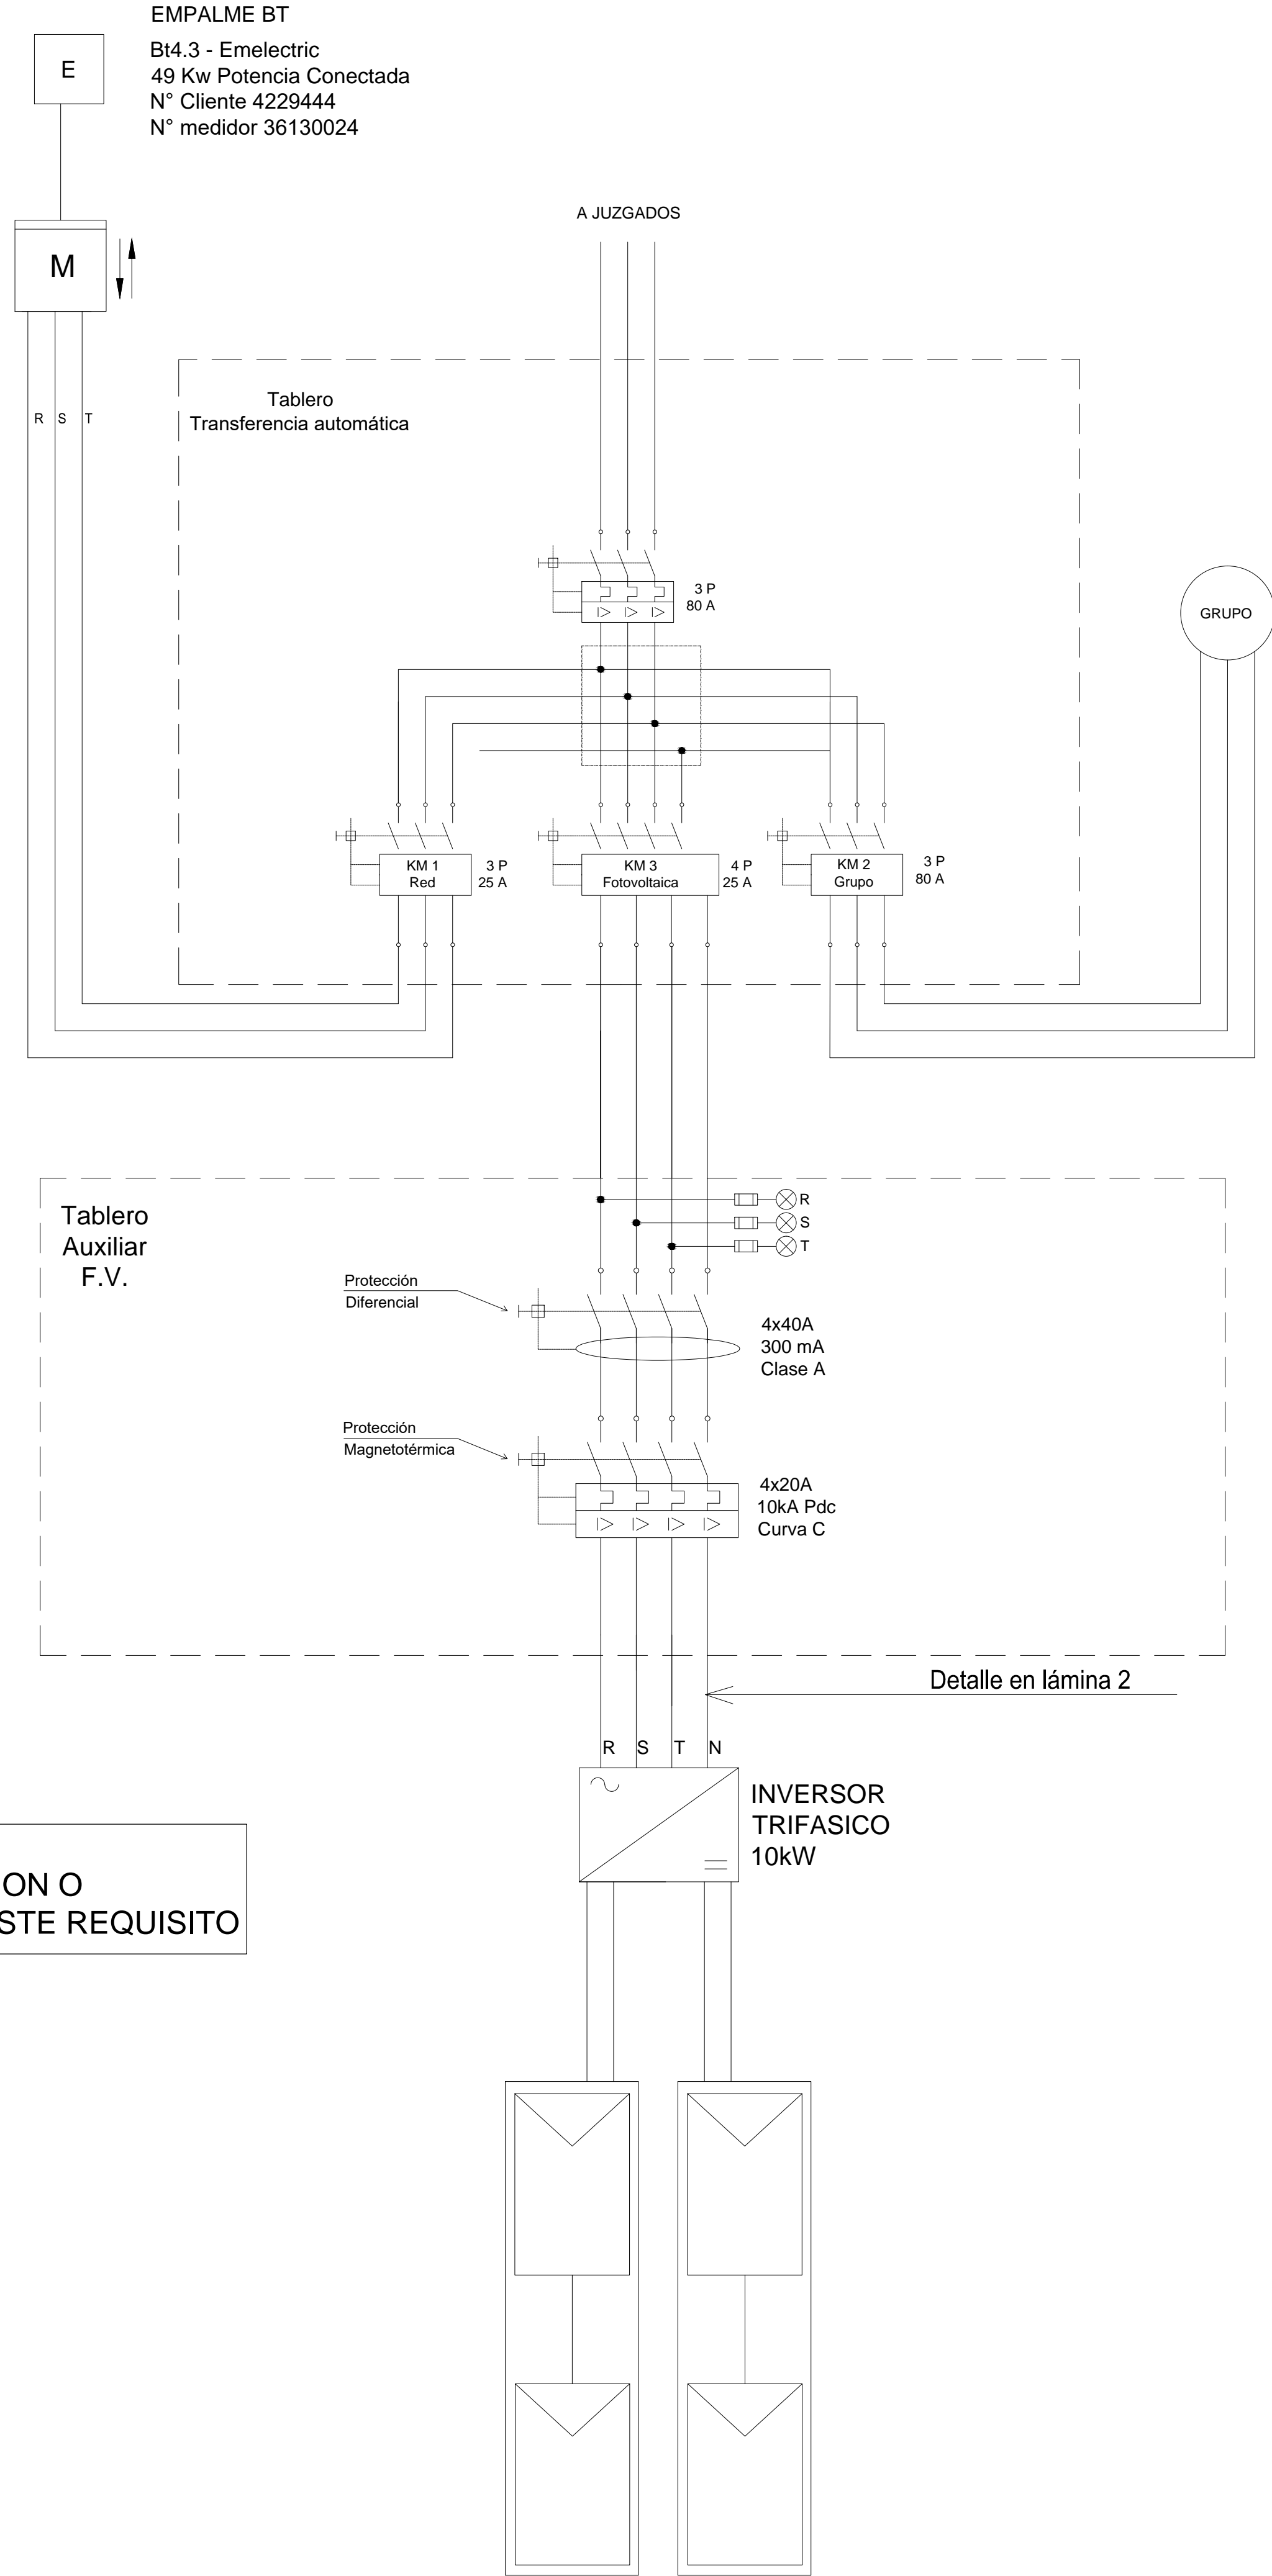 EMPALME BT
E
Bt4.3 - Emelectric
49 Kw Potencia Conectada
N° Cliente 4229444
N° medidor 36130024
A JUZGADOS
M
R S T
Tablero
Transferencia automática
3 P
80 A
GRUPO
KM 1
Red
3 P
25 A
KM 3
Fotovoltaica
4 P
25 A
KM 2
Grupo
3 P
80 A
Tablero
Auxiliar
F.V.
R
S
T
Protección
Diferencial
4x40A
300 mA
Clase A
Protección
Magnetotérmica
4x20A
10kA Pdc
Curva C
Detalle en lámina 2
R S T N
INVERSOR
TRIFASICO
10kW
ON O
STE REQUISITO